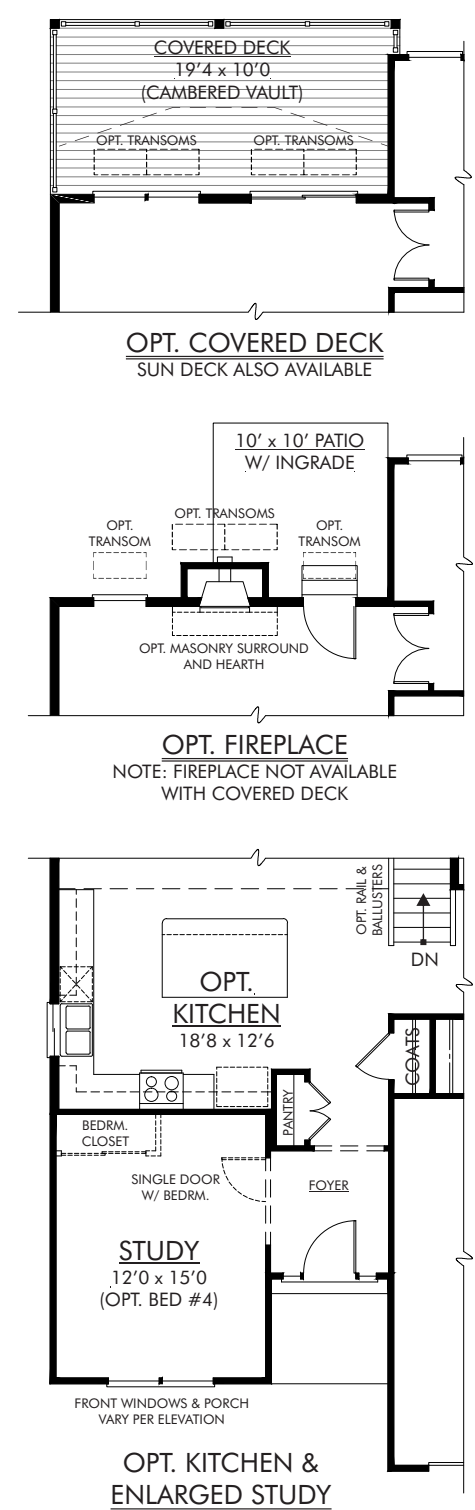 COVERED DECK
19'4 x 10'0
(CAMBERED VAULT)
OPT. TRANSOMS
OPT. TRANSOMS
OPT. COVERED DECK
SUN DECK ALSO AVAILABLE
10' x 10' PATIO
W/ INGRADE
OPT. TRANSOMS
OPT.
TRANSOM
OPT.
TRANSOM
OPT. MASONRY SURROUND
AND HEARTH
OPT. FIREPLACE
NOTE: FIREPLACE NOT AVAILABLE
WITH COVERED DECK
OPT. RAIL &
BALLUSTERS
DN
OPT.
KITCHEN
18'8 x 12'6
COATS
PANTRY
BEDRM.
CLOSET
SINGLE DOOR
W/ BEDRM.
FOYER
STUDY
12'0 x 15'0
(OPT. BED #4)
FRONT WINDOWS & PORCH
VARY PER ELEVATION
OPT. KITCHEN &
ENLARGED STUDY